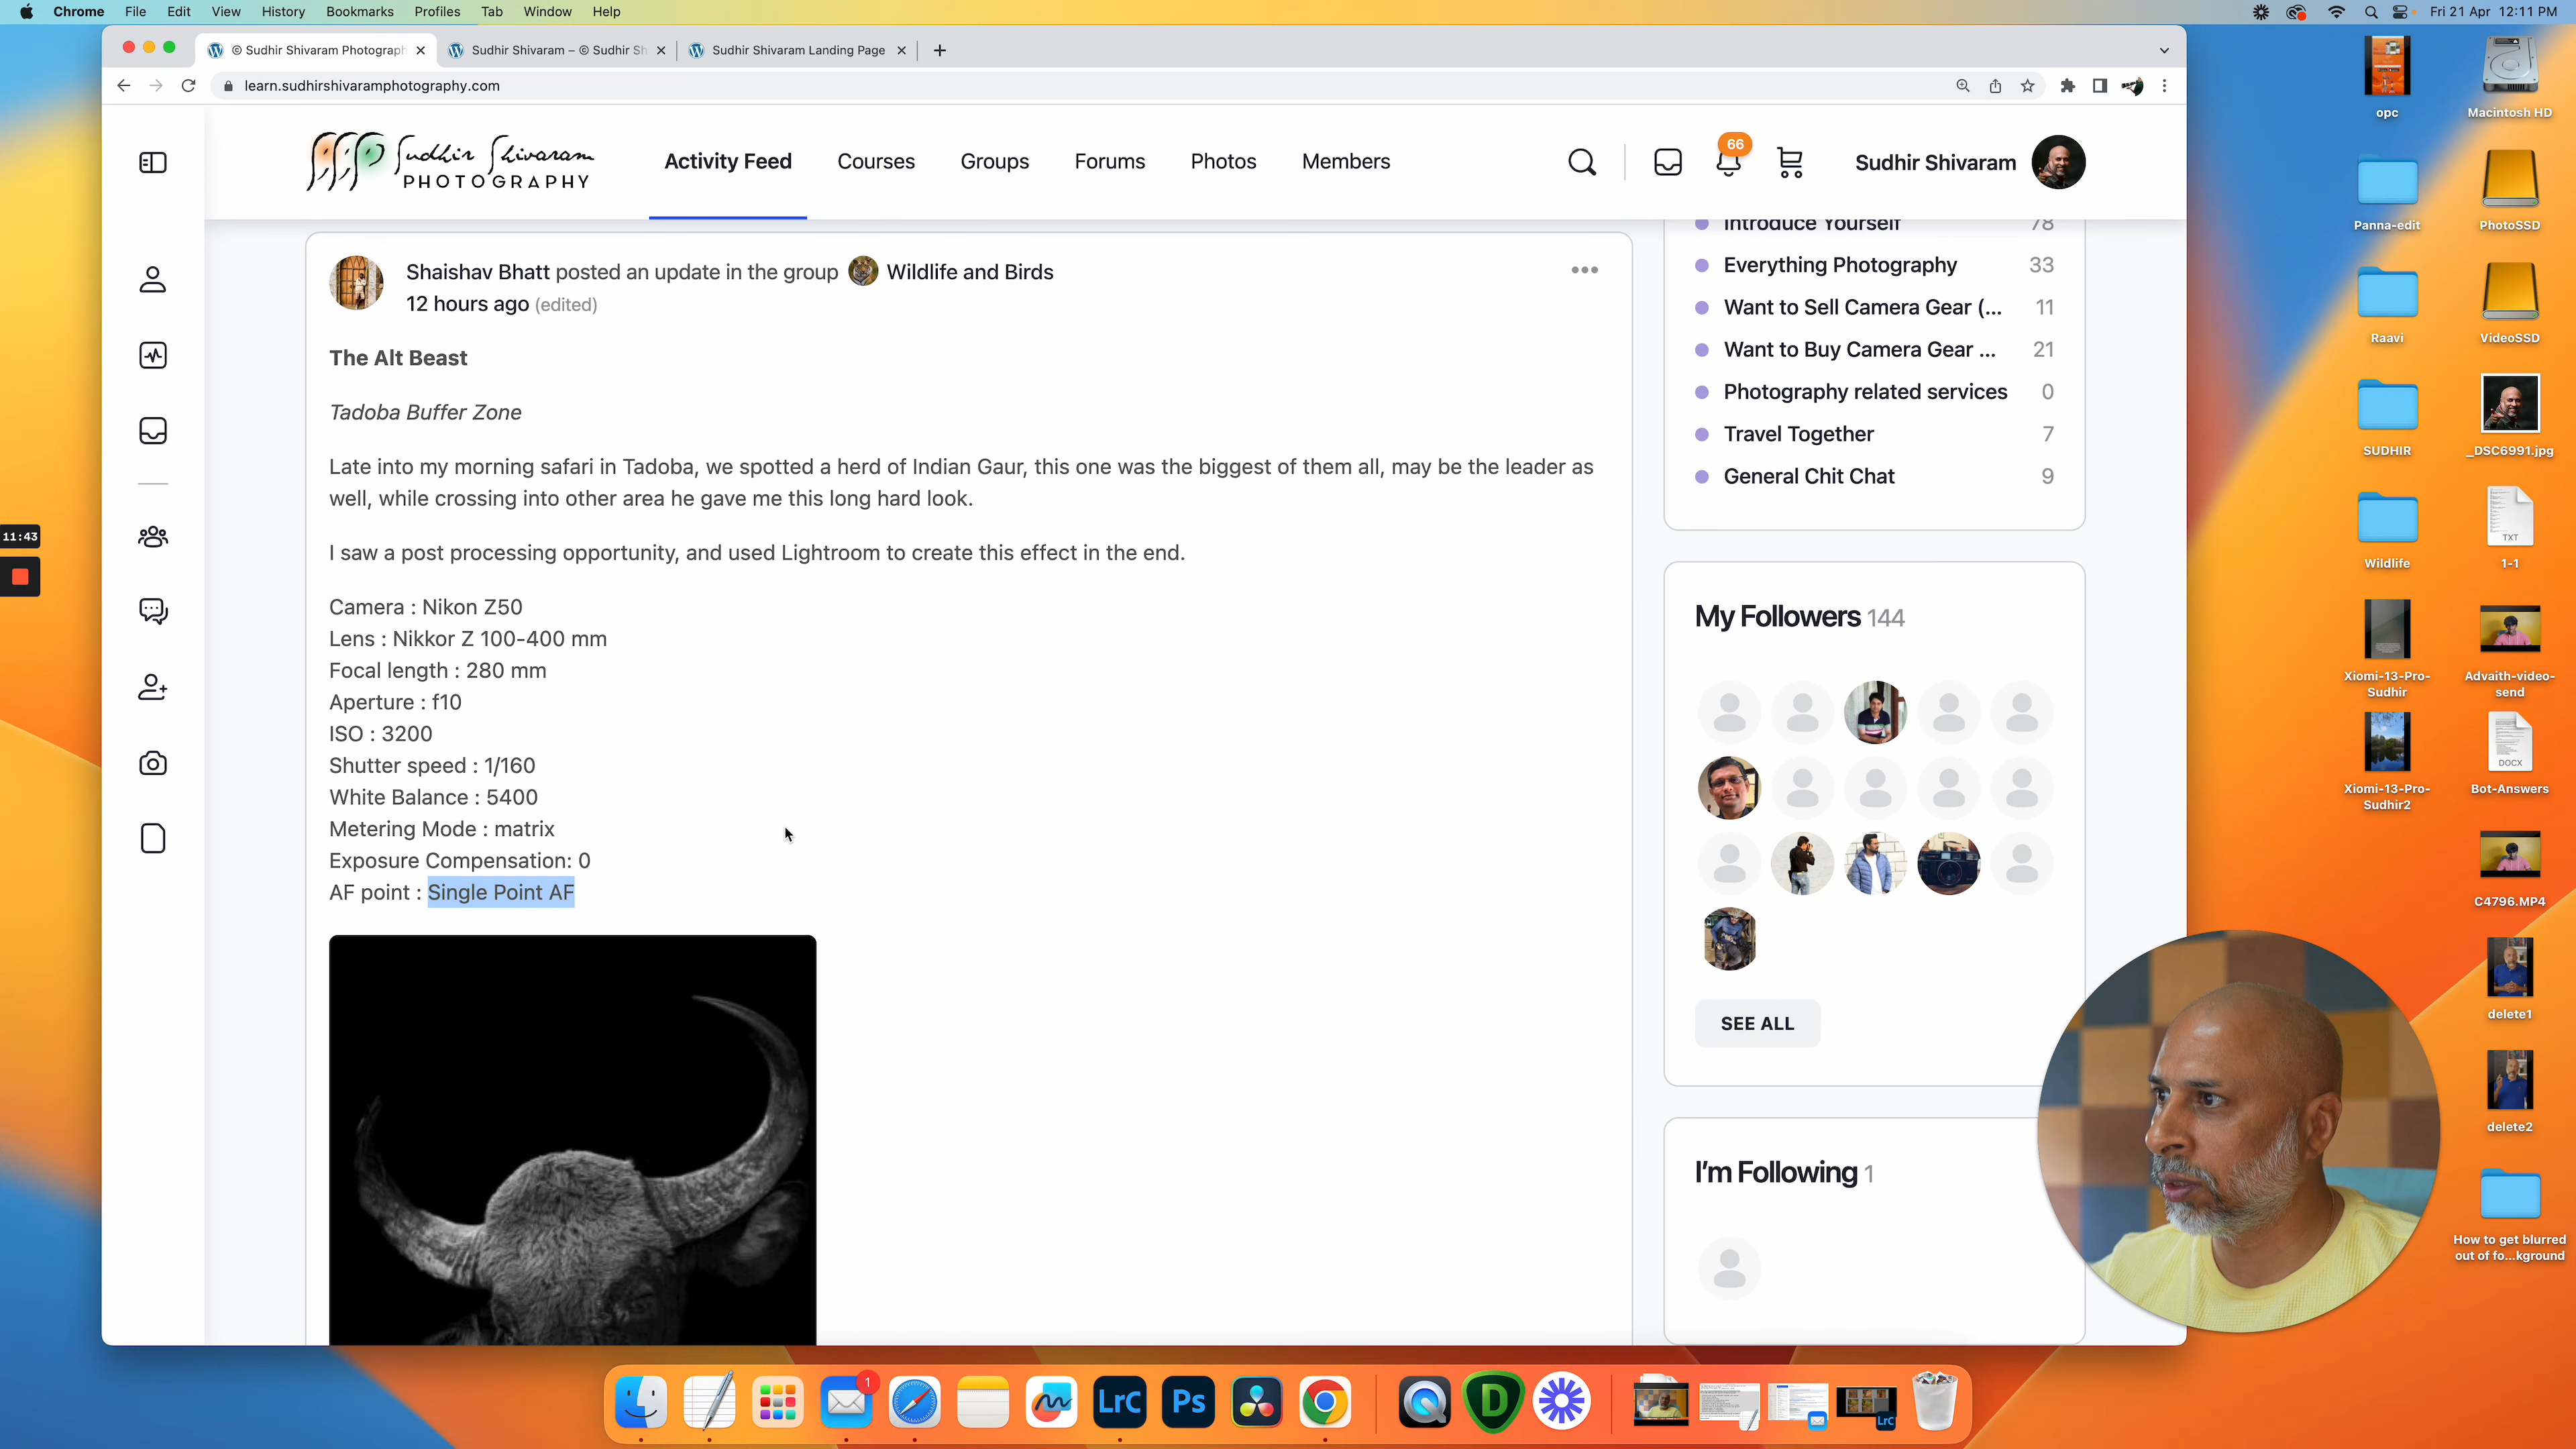 Chrome File Edit View History Bookmarks Profiles Tab Window Help
Fri 21 Apr 12:11 PM
© Sudhir Shivaram Photograph
Sudhir Shivaram – © Sudhir Sh
Sudhir Shivaram Landing Page
learn.sudhirshivaramphotography.com
Sudhir Shivaram
PHOTOGRAPHY
Activity Feed Courses Groups Forums Photos Members
66
Sudhir Shivaram
Shaishav Bhatt posted an update in the group Wildlife and Birds
12 hours ago (edited)
The Alt Beast
Tadoba Buffer Zone
Late into my morning safari in Tadoba, we spotted a herd of Indian Gaur, this one was the biggest of them all, may be the leader as
well, while crossing into other area he gave me this long hard look.
I saw a post processing opportunity, and used Lightroom to create this effect in the end.
Camera : Nikon Z50
Lens : Nikkor Z 100-400 mm
Focal length : 280 mm
Aperture : f10
ISO : 3200
Shutter speed : 1/160
White Balance : 5400
Metering Mode : matrix
Exposure Compensation: 0
AF point : Single Point AF
Introduce Yourself 78
Everything Photography 33
Want to Sell Camera Gear (... 11
Want to Buy Camera Gear ... 21
Photography related services 0
Travel Together 7
General Chit Chat 9
My Followers 144
SEE ALL
I'm Following 1
11:43
opc
Macintosh HD
Panna-edit
PhotoSSD
Raavi
VideoSSD
SUDHIR
_DSC6991.jpg
Wildlife
TXT
1-1
Xiomi-13-Pro-
Sudhir
Advaith-video-
send
Xiomi-13-Pro-
Sudhir2
DOCX
Bot-Answers
C4796.MP4
delete1
delete2
How to get blurred
out of fo...kground
1
LrC
Ps
D
LrC